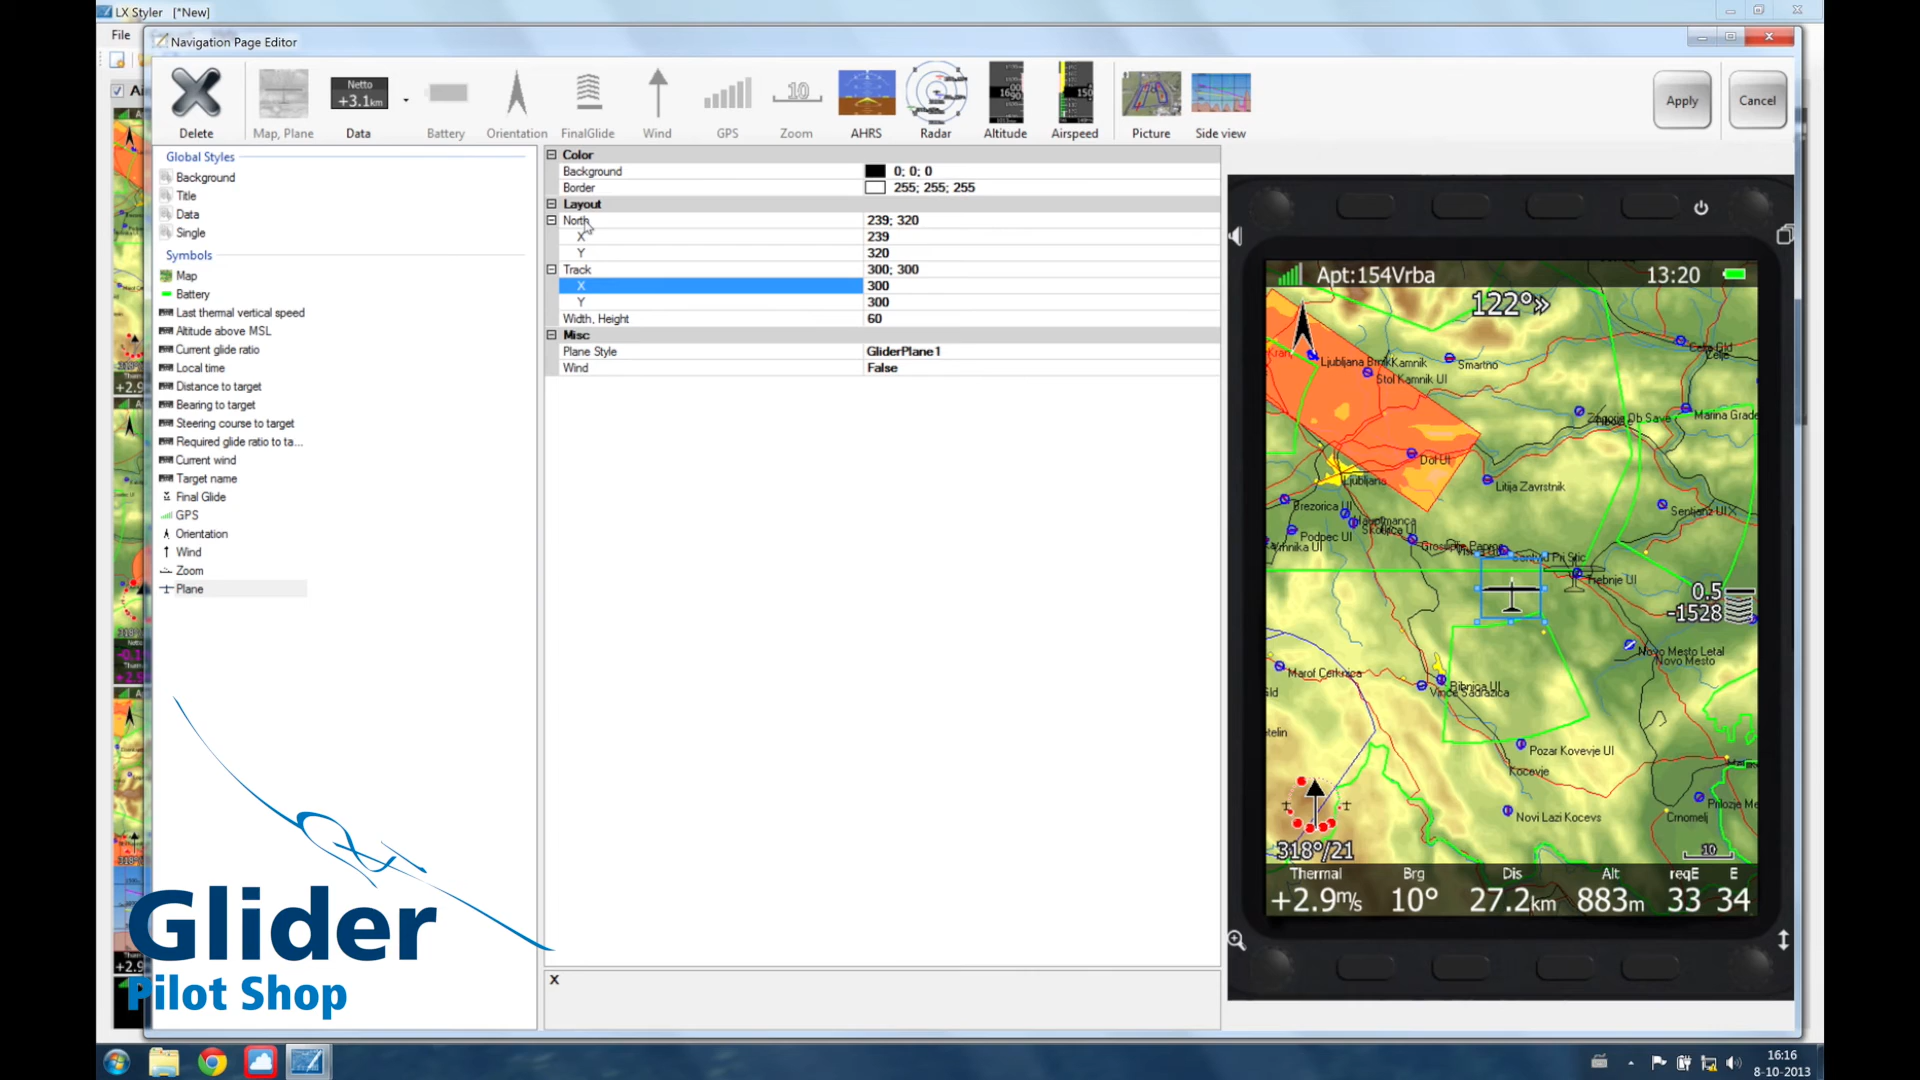 LX Styler   [*New]
File
Navigation Page Editor
Netto
+3.1km
10
Delete
Map, Plane
Data
Battery
Orientation
FinalGlide
Wind
GPS
Zoom
AHRS
Radar
Altitude
Airspeed
Picture
Side view
Apply
Cancel
Global Styles
Background
Title
Data
Single
Symbols
Map
Battery
Last thermal vertical speed
Altitude above MSL
Current glide ratio
Local time
Distance to target
Bearing to target
Steering course to target
Required glide ratio to ta...
Current wind
Target name
Final Glide
GPS
Orientation
Wind
Zoom
Plane
Color
Background 0; 0; 0
Border 255; 255; 255
Layout
North 239; 320
X 239
Y 320
Track 300; 300
X 300
Y 300
Width, Height 60
Misc
Plane Style GliderPlane1
Wind False
X
Apt:154Vrba 13:20
122°»
Smartno
Stol Kamnik Ul
Marina Grade
Dol Ul
Litija Zavrstnik
Ljubljana
Brezorica Ul
Podpec Ul
Trebnje Ul
0.5
-1528
Novo Mesto Letal
Novo Mesto
Marof Cerknica
Ribnica Ul
Pozar Kovevje Ul
Kocevje
Novi Lazi Kocevs
Crnomelj
10
318°/21
Thermal Brg Dis Alt reqE E
+2.9m/s 10° 27.2km 883m 33 34
Glider
Pilot Shop
16:16
8-10-2013